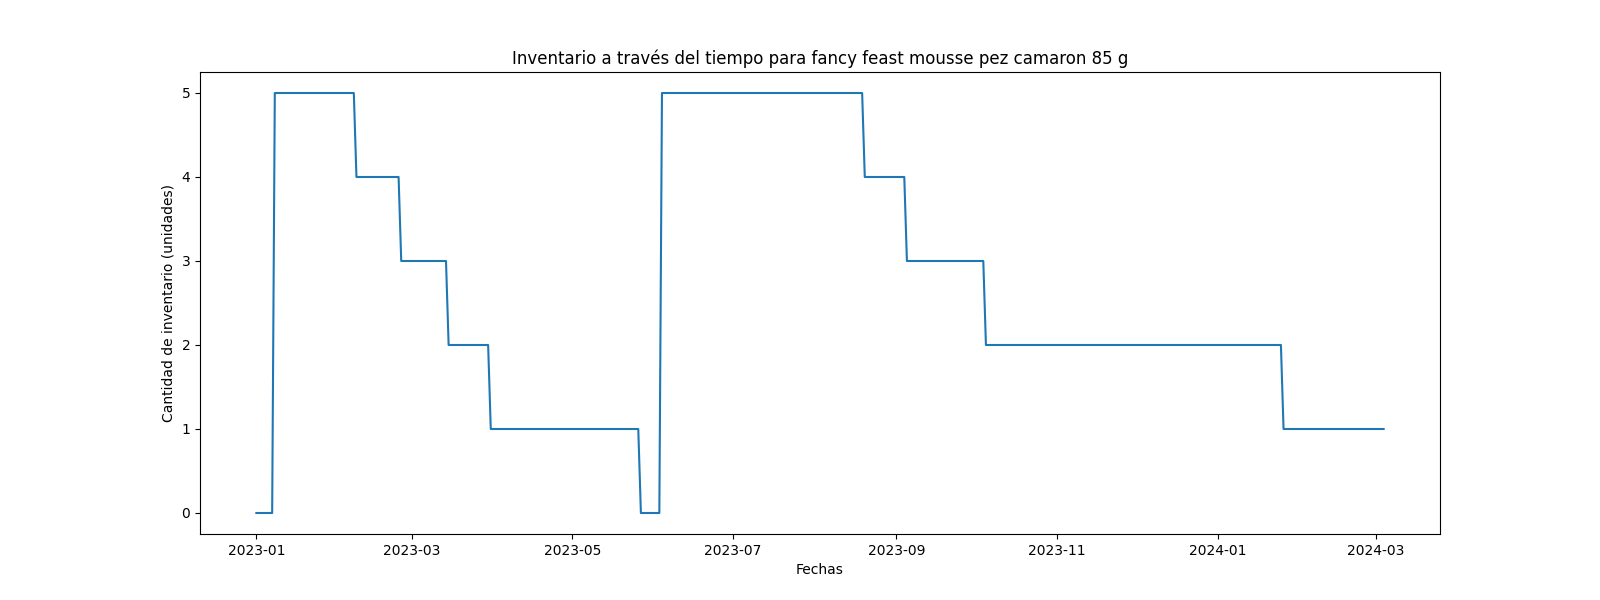 Inventario a través del tiempo para fancy feast mousse pez camaron 85 g
Cantidad de inventario (unidades)
5
4
3
2
1
0
2023-01 2023-03 2023-05 2023-07 2023-09 2023-11 2024-01 2024-03
Fechas